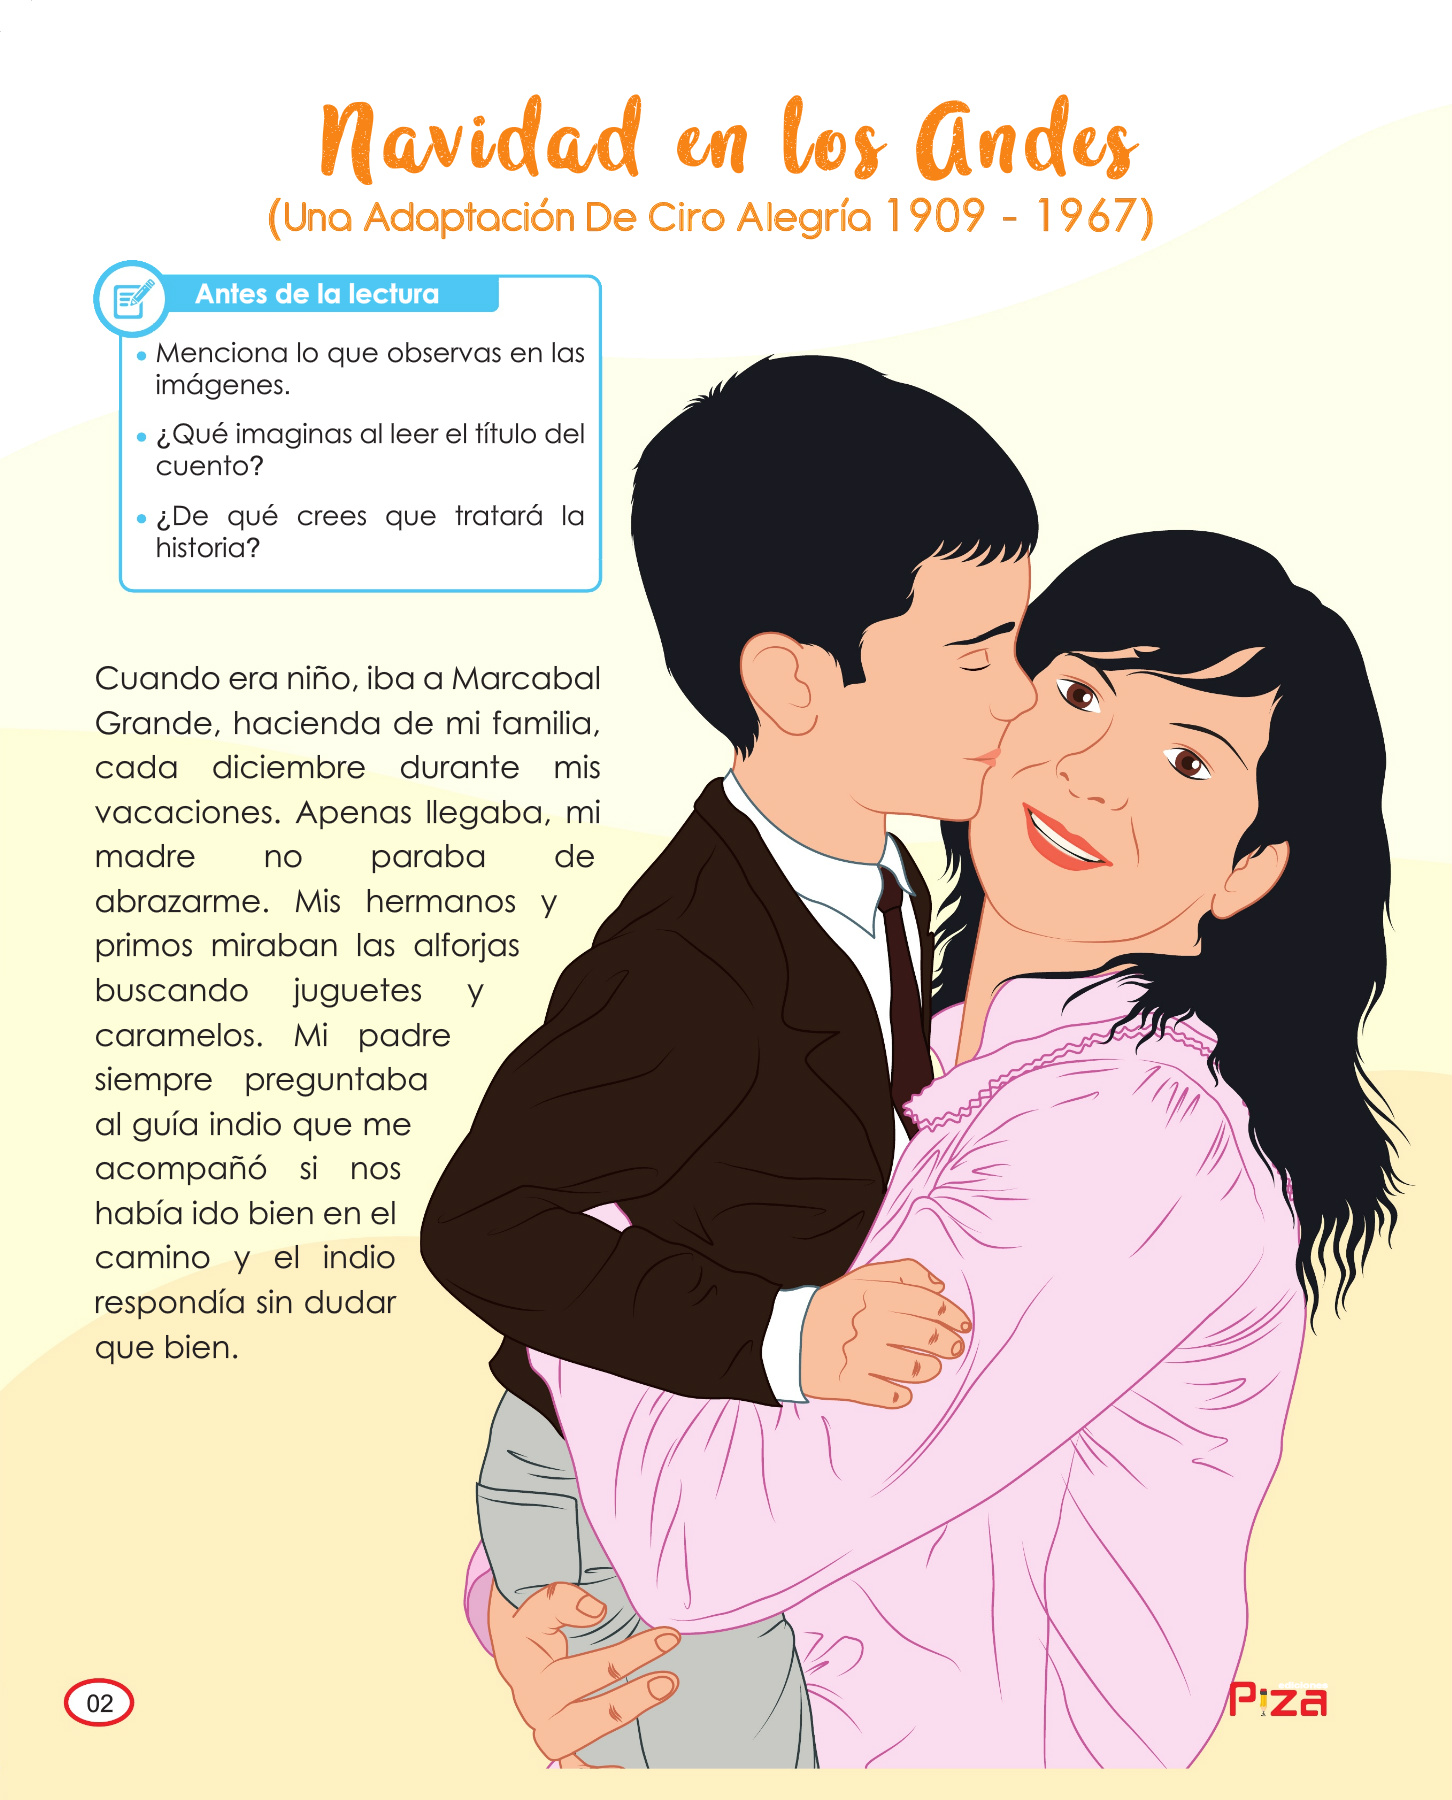 Navidad en los Andes
(Una Adaptación De Ciro Alegría 1909 - 1967)
Antes de la lectura
• Menciona lo que observas en las
imágenes.
• ¿Qué imaginas al leer el título del
cuento?
• ¿De qué crees que tratará la
historia?
Cuando era niño, iba a Marcabal
Grande, hacienda de mi familia,
cada diciembre durante mis
vacaciones. Apenas llegaba, mi
madre no paraba de
abrazarme. Mis hermanos y
primos miraban las alforjas
buscando juguetes y
caramelos. Mi padre
siempre preguntaba
al guía indio que me
acompañó si nos
había ido bien en el
camino y el indio
respondía sin dudar
que bien.
02
Piza